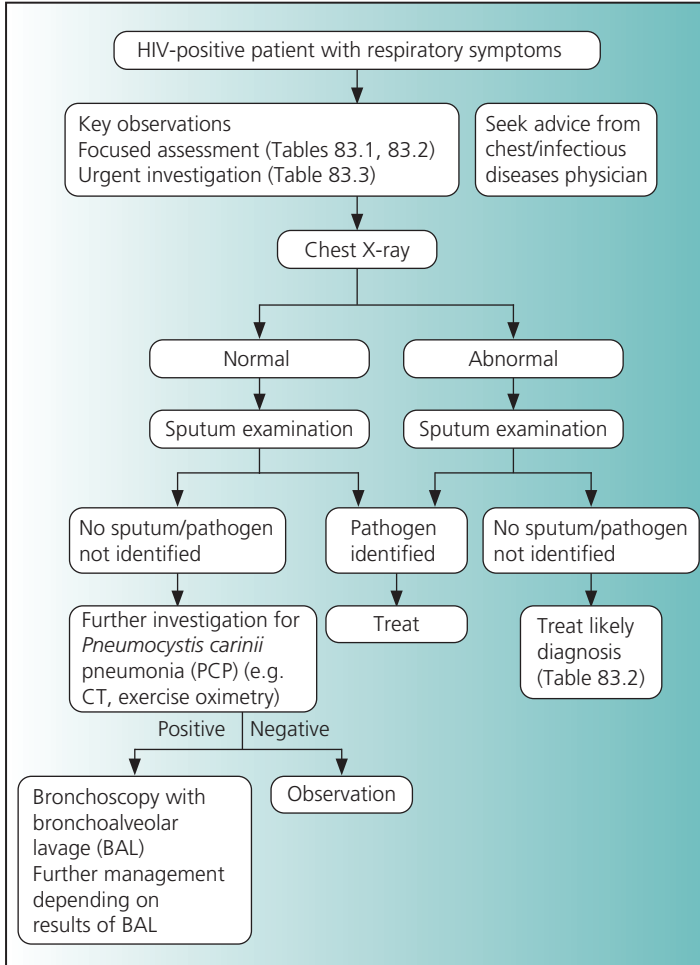 HIV-positive patient with respiratory symptoms
Key observations
Focused assessment (Tables 83.1, 83.2)
Urgent investigation (Table 83.3)
Seek advice from
chest/infectious
diseases physician
Chest X-ray
Normal
Abnormal
Sputum examination
Sputum examination
No sputum/pathogen
not identified
Pathogen
identified
No sputum/pathogen
not identified
Further investigation for
Pneumocystis carinii
pneumonia (PCP) (e.g.
CT, exercise oximetry)
Treat
Treat likely
diagnosis
(Table 83.2)
Positive
Negative
Bronchoscopy with
bronchoalveolar
lavage (BAL)
Further management
depending on
results of BAL
Observation